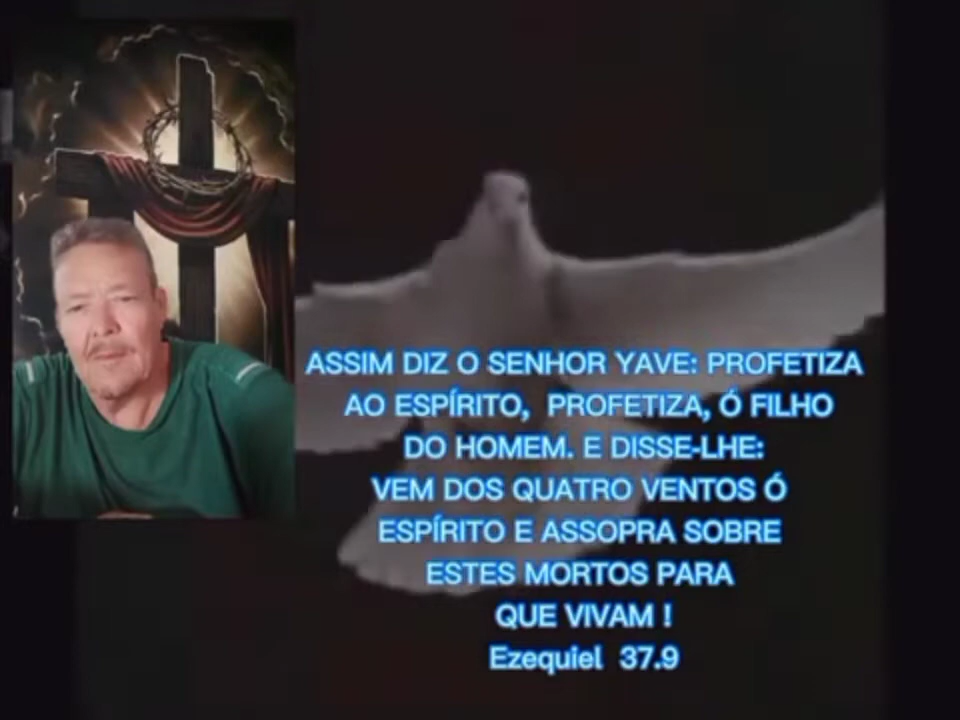 ASSIM DIZ O SENHOR YAVE: PROFETIZA
AO ESPÍRITO, PROFETIZA, Ó FILHO
DO HOMEM. E DISSE-LHE:
VEM DOS QUATRO VENTOS Ó
ESPÍRITO E ASSOPRA SOBRE
ESTES MORTOS PARA
QUE VIVAM !
Ezequiel 37.9